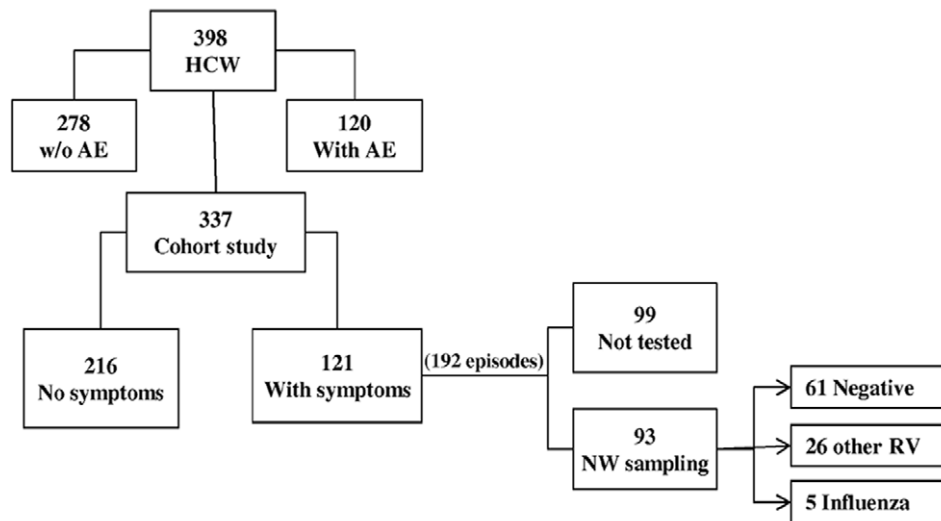 398
HCW
278
w/o AE
120
With AE
337
Cohort study
216
No symptoms
121
With symptoms
(192 episodes)
99
Not tested
93
NW sampling
61 Negative
26 other RV
5 Influenza